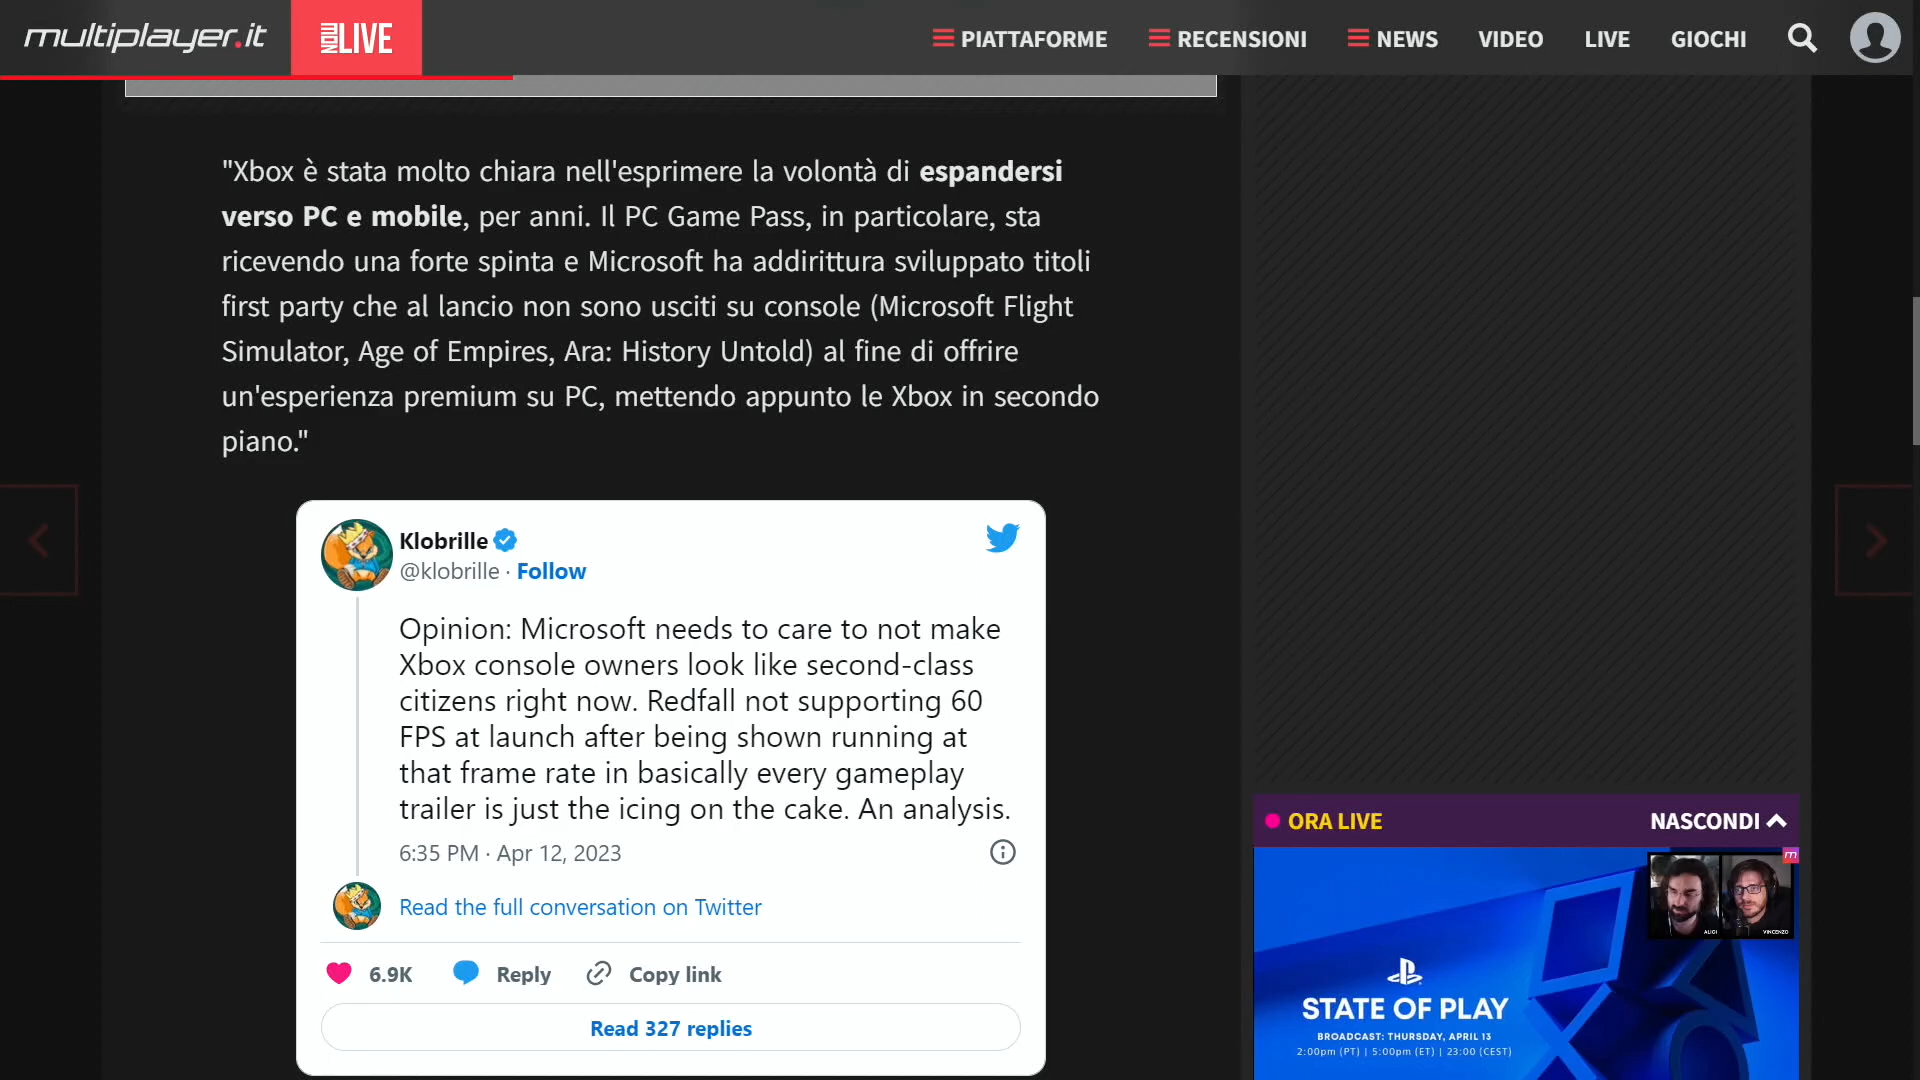 multiplayer.it
NOW LIVE
PIATTAFORME
RECENSIONI
NEWS
VIDEO
LIVE
GIOCHI
"Xbox è stata molto chiara nell'esprimere la volontà di espandersi
verso PC e mobile, per anni. Il PC Game Pass, in particolare, sta
ricevendo una forte spinta e Microsoft ha addirittura sviluppato titoli
first party che al lancio non sono usciti su console (Microsoft Flight
Simulator, Age of Empires, Ara: History Untold) al fine di offrire
un'esperienza premium su PC, mettendo appunto le Xbox in secondo
piano."
Klobrille
@klobrille · Follow
Opinion: Microsoft needs to care to not make
Xbox console owners look like second-class
citizens right now. Redfall not supporting 60
FPS at launch after being shown running at
that frame rate in basically every gameplay
trailer is just the icing on the cake. An analysis.
6:35 PM · Apr 12, 2023
Read the full conversation on Twitter
6.9K
Reply
Copy link
Read 327 replies
ORA LIVE
NASCONDI
m
ALIGI
VINCENZO
STATE OF PLAY
BROADCAST: THURSDAY, APRIL 13
2:00pm (PT) | 5:00pm (ET) | 23:00 (CEST)